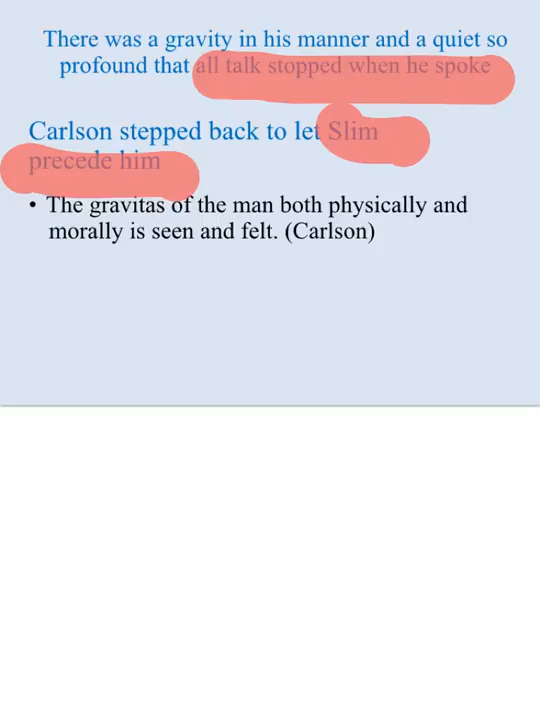 There was a gravity in his manner and a quiet so
profound that all talk stopped when he spoke
Carlson stepped back to let Slim
precede him
• The gravitas of the man both physically and
morally is seen and felt. (Carlson)